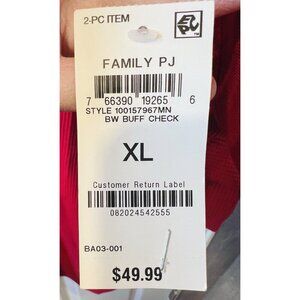 2-PC ITEM
FAMILY PJ
7 66390 19265 6
STYLE 100157967MN
BW BUFF CHECK
XL
Customer Return Label
082024542555
BA03-001
$49.99